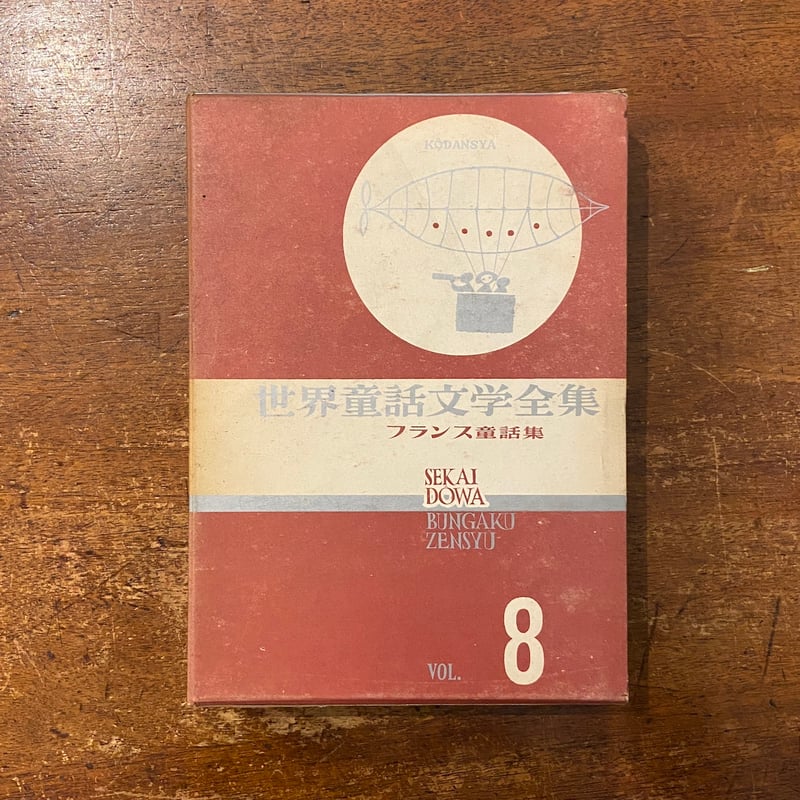 KŌDANSYA
世界童話文学全集
フランス童話集
SEKAI
DOWA
BUNGAKU
ZENSYU
VOL. 8